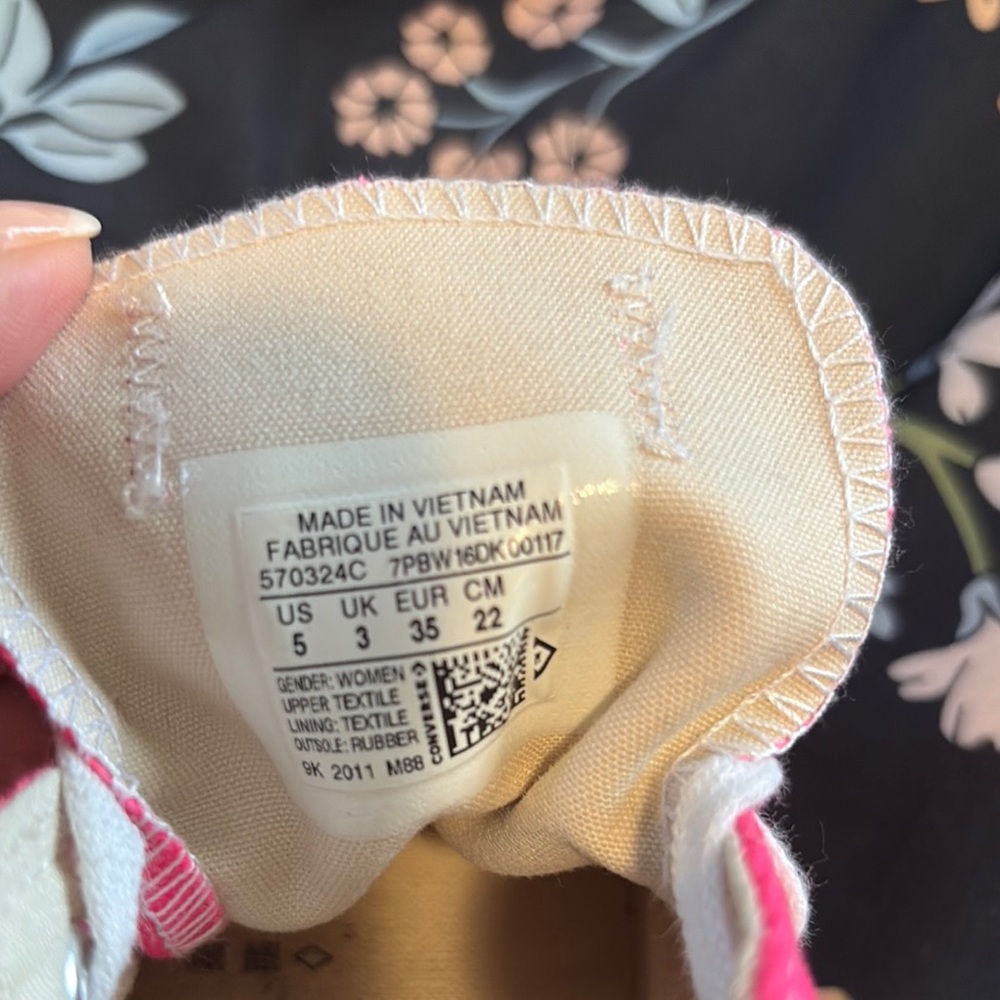 MADE IN VIETNAM
FABRIQUE AU VIETNAM
570324C 7PBW16DK00117
US UK EUR CM
5 3 35 22
GENDER: WOMEN
UPPER TEXTILE
LINING: TEXTILE
OUTSOLE: RUBBER
9K 2011 M88
CONVERSE